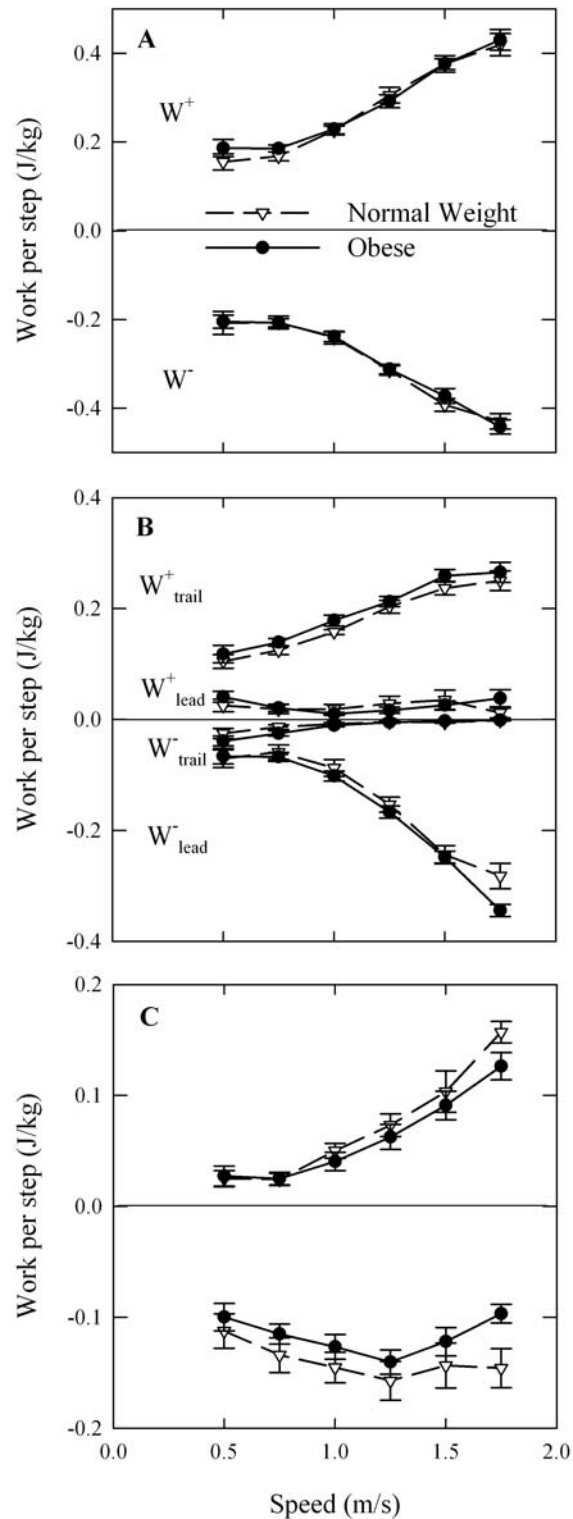 A
0.4
W+
0.2
Normal Weight
0.0
Obese
-0.2
W-
-0.4
Work per step (J/kg)
0.4
B
W+trail
0.2
W+lead
0.0
W-trail
-0.2
W-lead
-0.4
Work per step (J/kg)
0.2
C
0.1
0.0
-0.1
-0.2
Work per step (J/kg)
0.0 0.5 1.0 1.5 2.0
Speed (m/s)